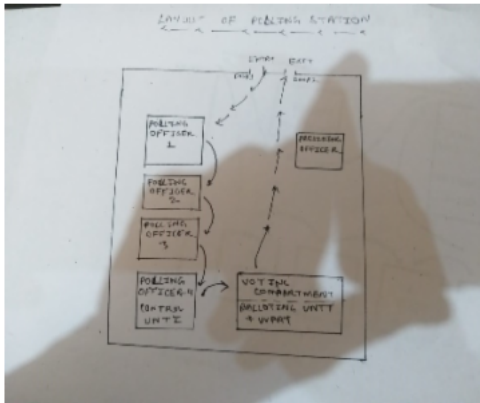 LAYOUT OF POLLING STATION
ENTRY EXIT
POLLING
OFFICER
1
PRESIDING
OFFICER
POLLING
OFFICER
2
POLLING
OFFICER
3
POLLING
OFFICER-4
CONTROL
UNIT
VOTING
COMPARTMENT
BALLOTING UNIT
+ VVPAT